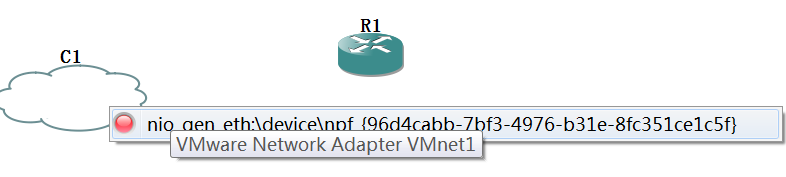 R1
C1
nio_gen_eth:\device\npf_{96d4cabb-7bf3-4976-b31e-8fc351ce1c5f}
VMware Network Adapter VMnet1